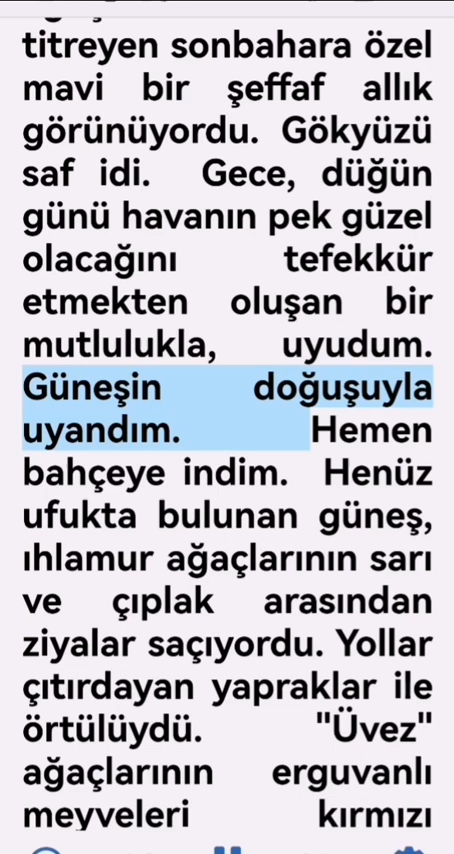 titreyen sonbahara özel
mavi bir şeffaf allık
görünüyordu. Gökyüzü
saf idi. Gece, düğün
günü havanın pek güzel
olacağını tefekkür
etmekten oluşan bir
mutlulukla, uyudum.
Güneşin doğuşuyla
uyandım. Hemen
bahçeye indim. Henüz
ufukta bulunan güneş,
ıhlamur ağaçlarının sarı
ve çıplak arasından
ziyalar saçıyordu. Yollar
çıtırdayan yapraklar ile
örtülüydü. "Üvez"
ağaçlarının erguvanlı
meyveleri kırmızı